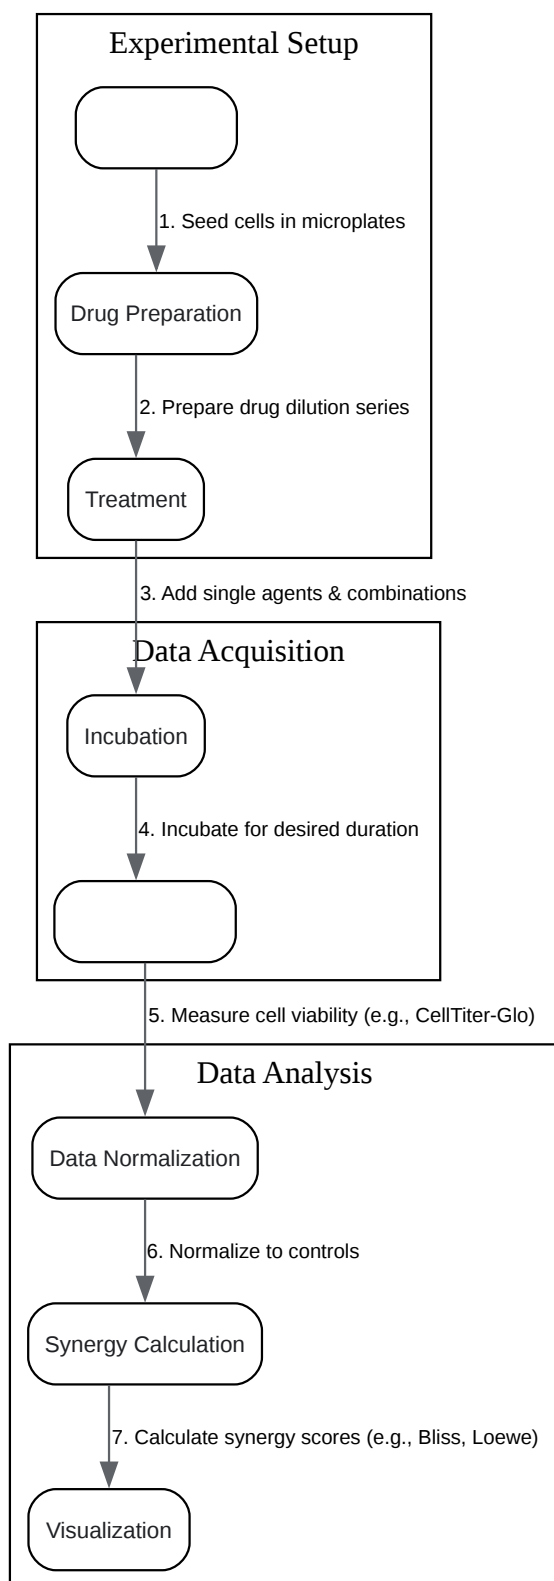 Experimental Setup
1. Seed cells in microplates
Drug Preparation
2. Prepare drug dilution series
Treatment
3. Add single agents & combinations
Data Acquisition
Incubation
4. Incubate for desired duration
5. Measure cell viability (e.g., CellTiter-Glo)
Data Analysis
Data Normalization
6. Normalize to controls
Synergy Calculation
7. Calculate synergy scores (e.g., Bliss, Loewe)
Visualization